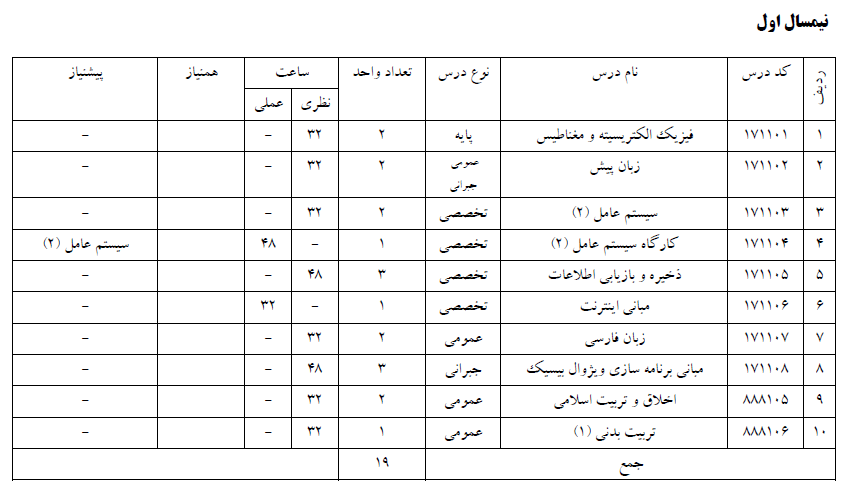 نیمسال اول
ردیف کد درس نام درس نوع درس تعداد واحد ساعت همنیاز پیشنیاز
نظری عملی
۱ ۱۷۱۱۰۱ فیزیک الکتریسیته و مغناطیس پایه ۲ ۳۲ - -
۲ ۱۷۱۱۰۲ زبان پیش عمومی جبرانی ۲ ۳۲ - -
۳ ۱۷۱۱۰۳ سیستم عامل (۲) تخصصی ۲ ۳۲ - -
۴ ۱۷۱۱۰۴ کارگاه سیستم عامل (۲) تخصصی ۱ - ۴۸ سیستم عامل (۲)
۵ ۱۷۱۱۰۵ ذخیره و بازیابی اطلاعات تخصصی ۳ ۴۸ - -
۶ ۱۷۱۱۰۶ مبانی اینترنت تخصصی ۱ - ۳۲ -
۷ ۱۷۱۱۰۷ زبان فارسی عمومی ۲ ۳۲ - -
۸ ۱۷۱۱۰۸ مبانی برنامه سازی ویژوال بیسیک جبرانی ۳ ۴۸ - -
۹ ۸۸۸۱۰۵ اخلاق و تربیت اسلامی عمومی ۲ ۳۲ - -
۱۰ ۸۸۸۱۰۶ تربیت بدنی (۱) عمومی ۱ ۳۲ - -
جمع ۱۹